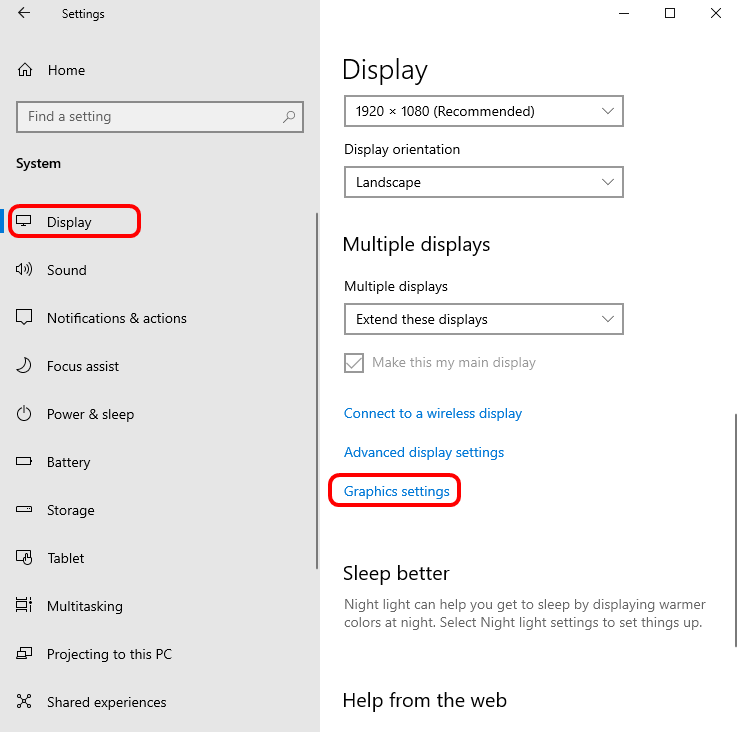 Settings
Home
Find a setting
System
Display
Sound
Notifications & actions
Focus assist
Power & sleep
Battery
Storage
Tablet
Multitasking
Projecting to this PC
Shared experiences
Display
1920 × 1080 (Recommended)
Display orientation
Landscape
Multiple displays
Multiple displays
Extend these displays
Make this my main display
Connect to a wireless display
Advanced display settings
Graphics settings
Sleep better
Night light can help you get to sleep by displaying warmer
colors at night. Select Night light settings to set things up.
Help from the web